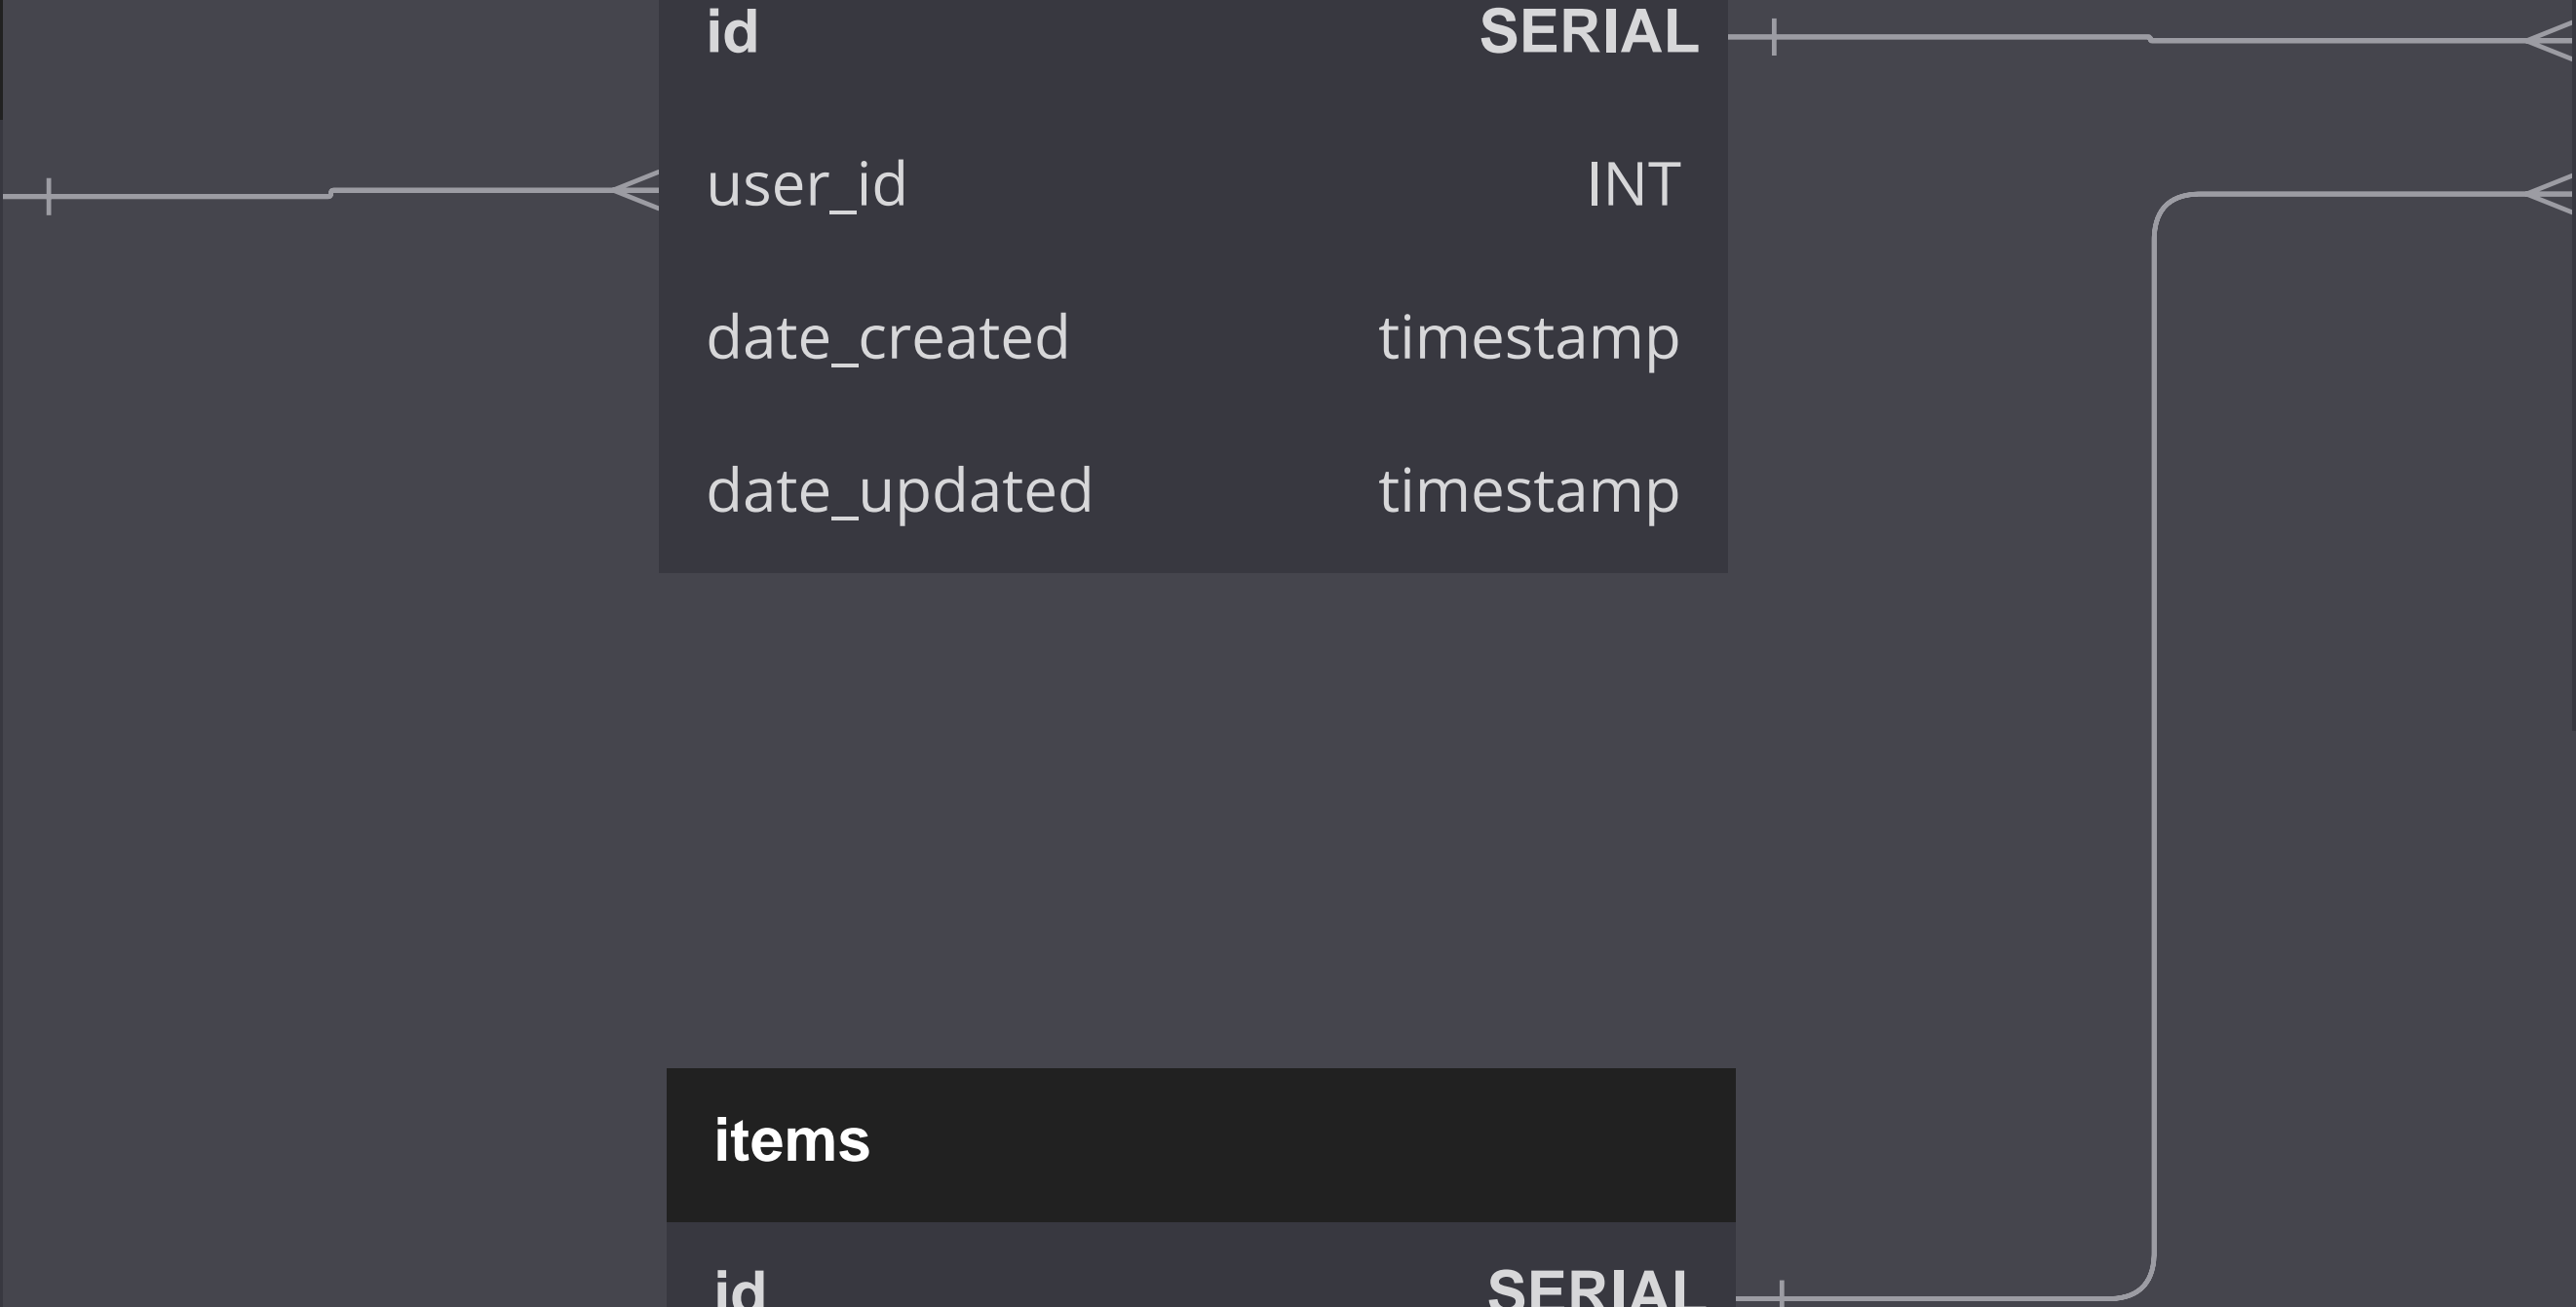 id SERIAL
user_id INT
date_created timestamp
date_updated timestamp
items
id SERIAL